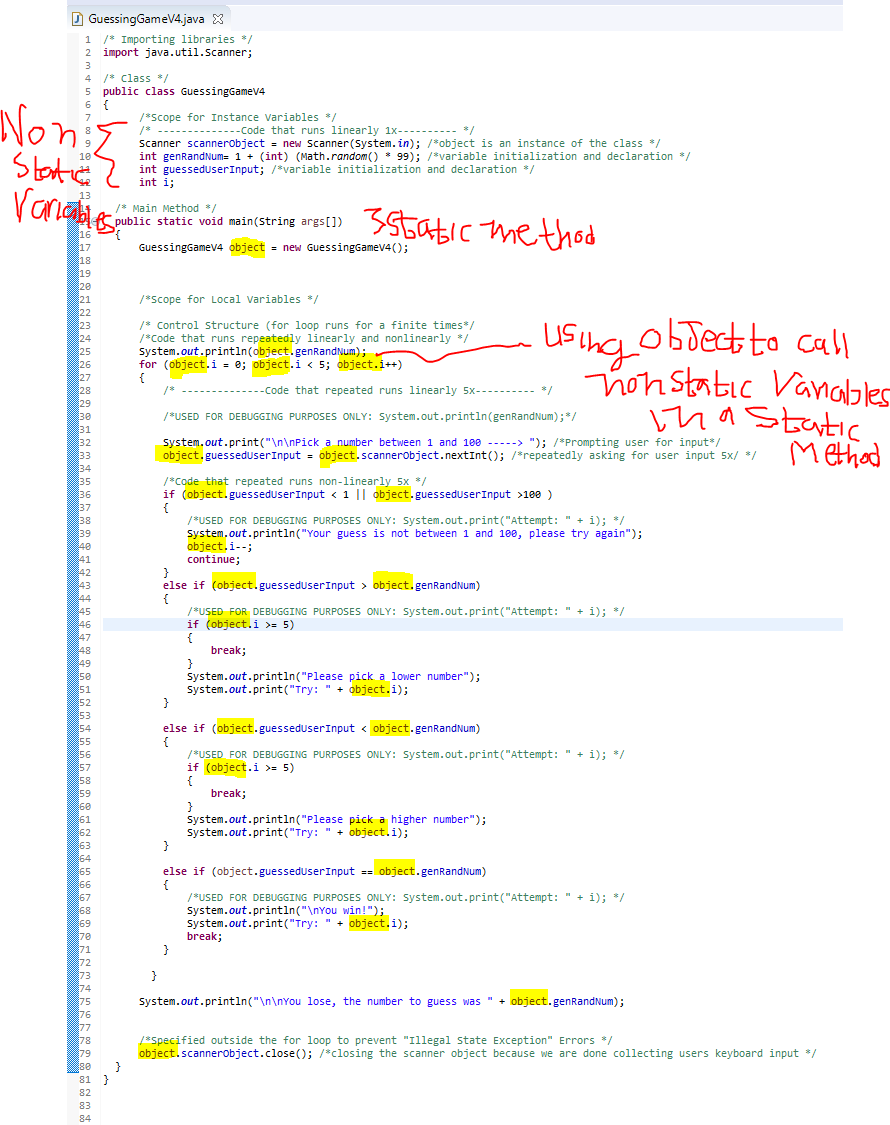 GuessingGameV4.java
1 /* Importing libraries */
2 import java.util.Scanner;
3
4 /* Class */
5 public class GuessingGameV4
6 {
7 /*Scope for Instance Variables */
8 /* --------------Code that runs linearly 1x---------- */
9 Scanner scannerObject = new Scanner(System.in); /*object is an instance of the class */
10 int genRandNum= 1 + (int) (Math.random() * 99); /*variable initialization and declaration */
11 int guessedUserInput; /*variable initialization and declaration */
12 int i;
13
Non
Static
Variables
14 /* Main Method */
15 public static void main(String args[])
3static method
16 {
17 GuessingGameV4 object = new GuessingGameV4();
18
19
20
21 /*Scope for Local Variables */
22
23 /* Control Structure (for loop runs for a finite times*/
24 /*Code that runs repeatedly linearly and nonlinearly */
25 System.out.println(object.genRandNum);
26 for (object.i = 0; object.i < 5; object.i++)
using object to call
nonstatic Variables
in a Static
Method
27 {
28 /* --------------Code that repeated runs linearly 5x---------- */
29
30 /*USED FOR DEBUGGING PURPOSES ONLY: System.out.println(genRandNum);*/
31
32 System.out.print("\n\nPick a number between 1 and 100 -----> "); /*Prompting user for input*/
33 object.guessedUserInput = object.scannerObject.nextInt(); /*repeatedly asking for user input 5x/ */
34
35 /*Code that repeated runs non-linearly 5x */
36 if (object.guessedUserInput < 1 || object.guessedUserInput >100 )
37 {
38 /*USED FOR DEBUGGING PURPOSES ONLY: System.out.print("Attempt: " + i); */
39 System.out.println("Your guess is not between 1 and 100, please try again");
40 object.i--;
41 continue;
42 }
43 else if (object.guessedUserInput > object.genRandNum)
44 {
45 /*USED FOR DEBUGGING PURPOSES ONLY: System.out.print("Attempt: " + i); */
46 if (object.i >= 5)
47 {
48 break;
49 }
50 System.out.println("Please pick a lower number");
51 System.out.print("Try: " + object.i);
52 }
53
54 else if (object.guessedUserInput < object.genRandNum)
55 {
56 /*USED FOR DEBUGGING PURPOSES ONLY: System.out.print("Attempt: " + i); */
57 if (object.i >= 5)
58 {
59 break;
60 }
61 System.out.println("Please pick a higher number");
62 System.out.print("Try: " + object.i);
63 }
64
65 else if (object.guessedUserInput == object.genRandNum)
66 {
67 /*USED FOR DEBUGGING PURPOSES ONLY: System.out.print("Attempt: " + i); */
68 System.out.println("\nYou win!");
69 System.out.print("Try: " + object.i);
70 break;
71 }
72
73 }
74
75 System.out.println("\n\nYou lose, the number to guess was " + object.genRandNum);
76
77
78 /*Specified outside the for loop to prevent "Illegal State Exception" Errors */
79 object.scannerObject.close(); /*closing the scanner object because we are done collecting users keyboard input */
80 }
81 }
82
83
84